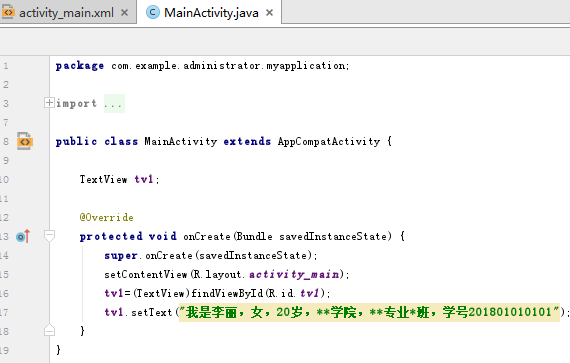 activity_main.xml × MainActivity.java ×
1 package com.example.administrator.myapplication;
2
3 import ...
7
8 public class MainActivity extends AppCompatActivity {
9
10 TextView tv1;
11
12 @Override
13 protected void onCreate(Bundle savedInstanceState) {
14 super.onCreate(savedInstanceState);
15 setContentView(R.layout.activity_main);
16 tv1=(TextView)findViewById(R.id.tv1);
17 tv1.setText("我是李丽，女，20岁，**学院，**专业*班，学号201801010101");
18 }
19 }